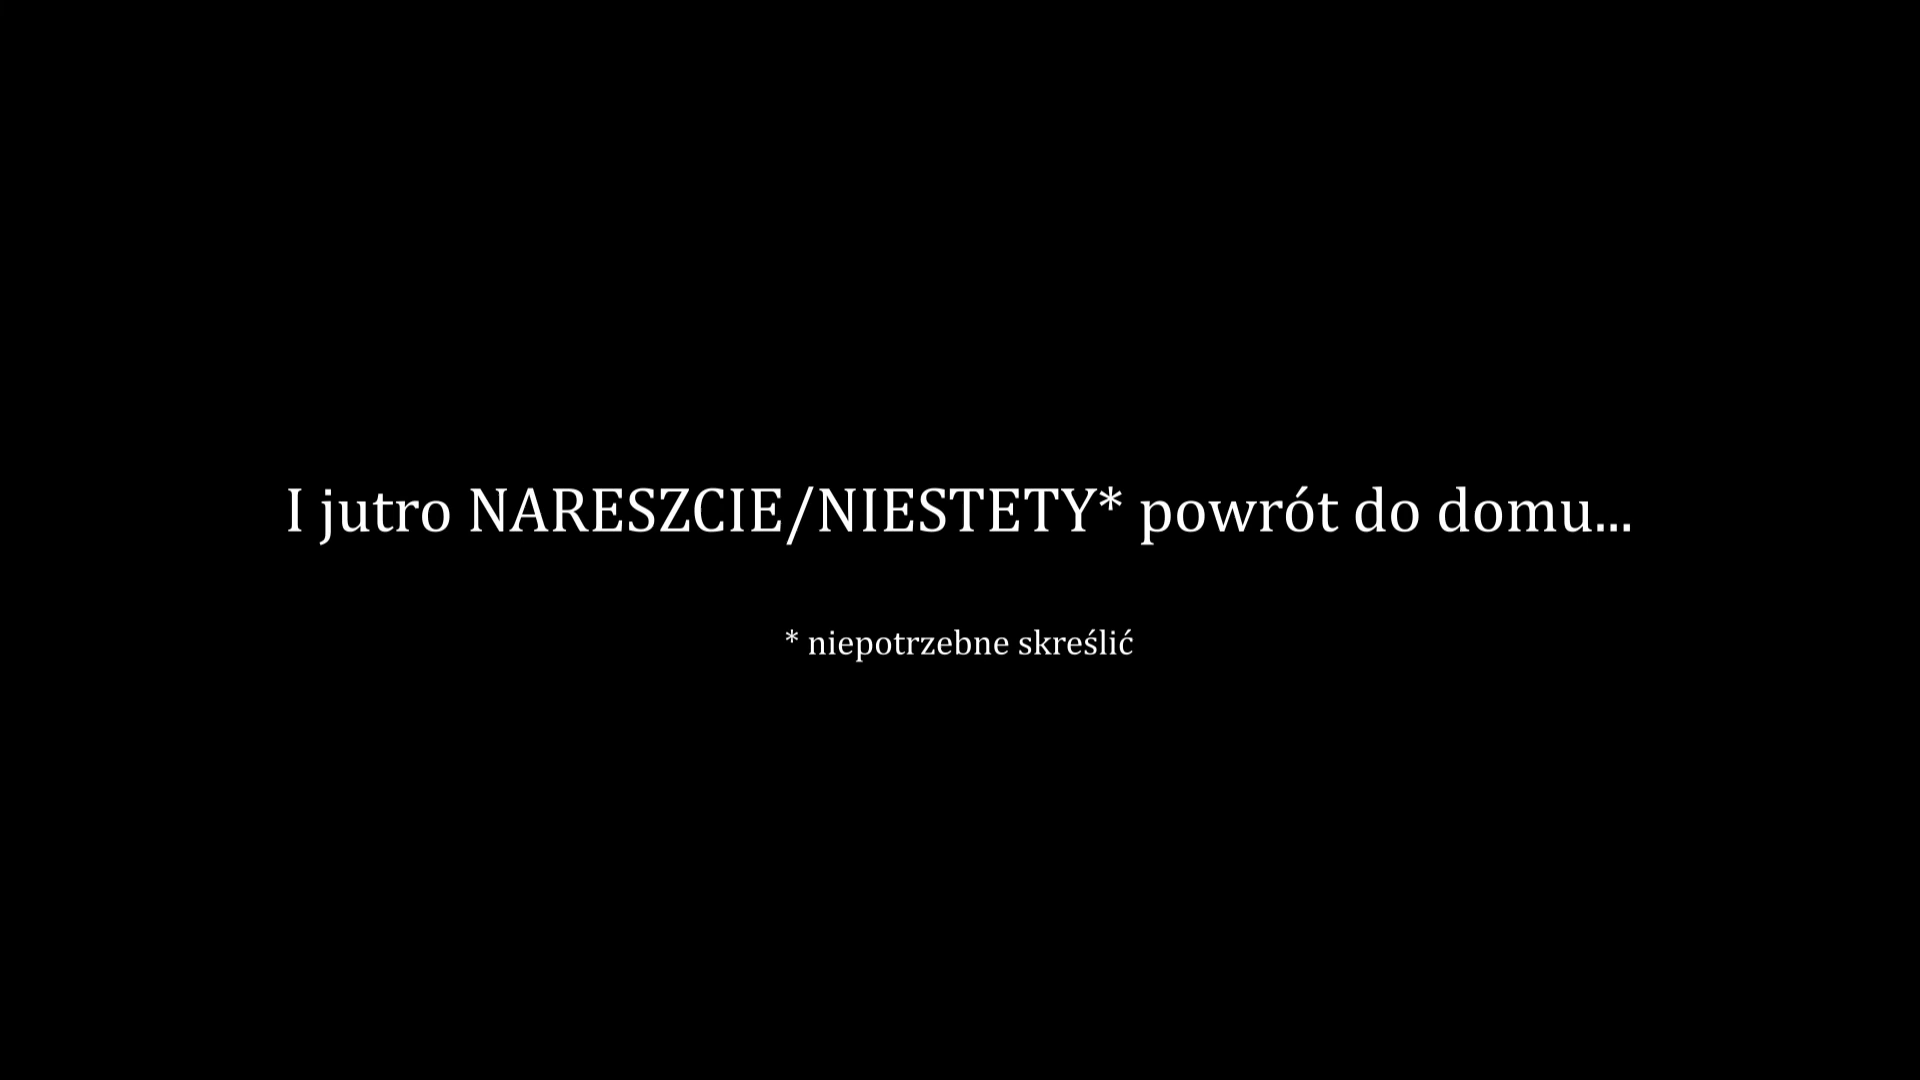 I jutro NARESZCIE/NIESTETY* powrót do domu...
* niepotrzebne skreślić